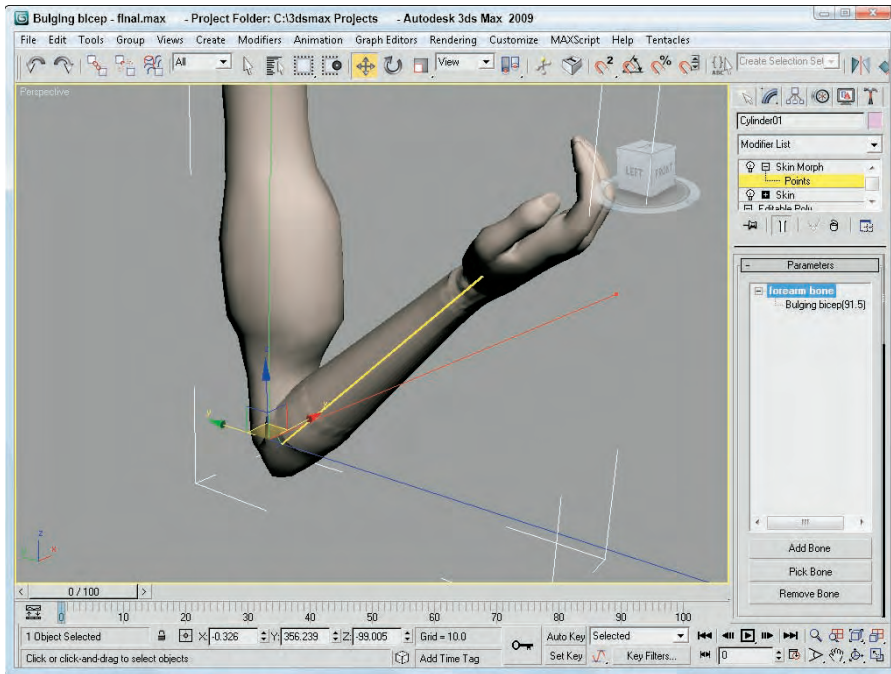 Bulging bicep - final.max - Project Folder: C:\3dsmax Projects - Autodesk 3ds Max 2009
File Edit Tools Group Views Create Modifiers Animation Graph Editors Rendering Customize MAXScript Help Tentacles
All View Create Selection Sel
Perspective
Cylinder01
Modifier List
Skin Morph
Points
Skin
Editable Poly
- Parameters
forearm bone
Bulging bicep(91.5)
LEFT FRONT
y x
z
x
Add Bone
Pick Bone
Remove Bone
< 0 / 100 >
0 10 20 30 40 50 60 70 80 90 100
1 Object Selected X: -0.326 Y: 356.239 Z: -99.005 Grid = 10.0 Auto Key Selected
Click or click-and-drag to select objects Add Time Tag Set Key Key Filters... 0